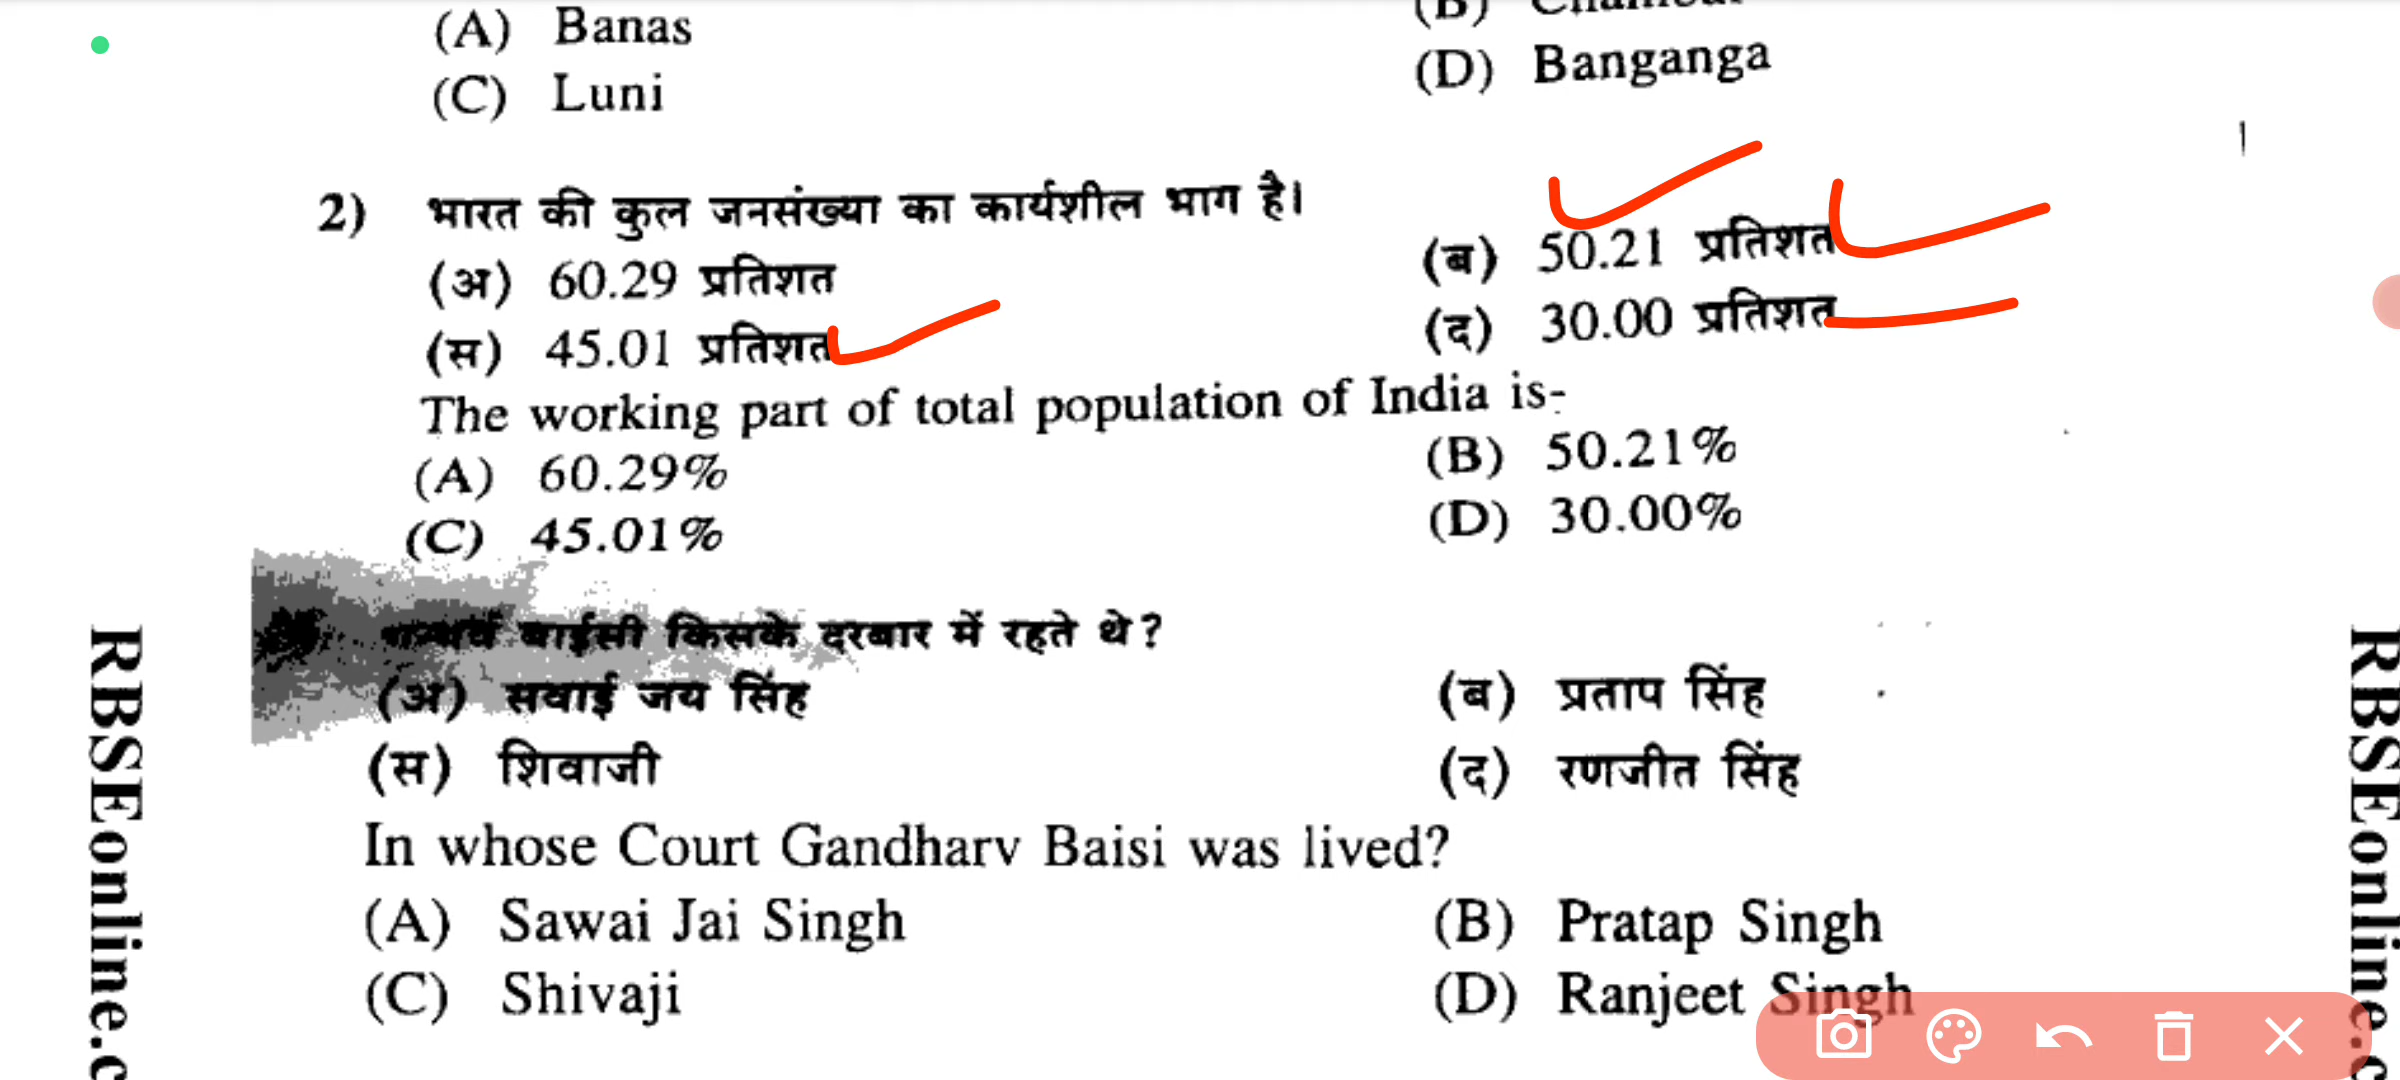 (A) Banas
(C) Luni
(D) Banganga
2) भारत की कुल जनसंख्या का कार्यशील भाग है।
(अ) 60.29 प्रतिशत (ब) 50.21 प्रतिशत
(स) 45.01 प्रतिशत (द) 30.00 प्रतिशत
The working part of total population of India is-
(A) 60.29% (B) 50.21%
(C) 45.01% (D) 30.00%
बाईसी किसके दरबार में रहते थे?
(अ) सवाई जय सिंह (ब) प्रताप सिंह
(स) शिवाजी (द) रणजीत सिंह
In whose Court Gandharv Baisi was lived?
(A) Sawai Jai Singh (B) Pratap Singh
(C) Shivaji (D) Ranjeet Singh
RBSEonline.c
RBSEonline.c